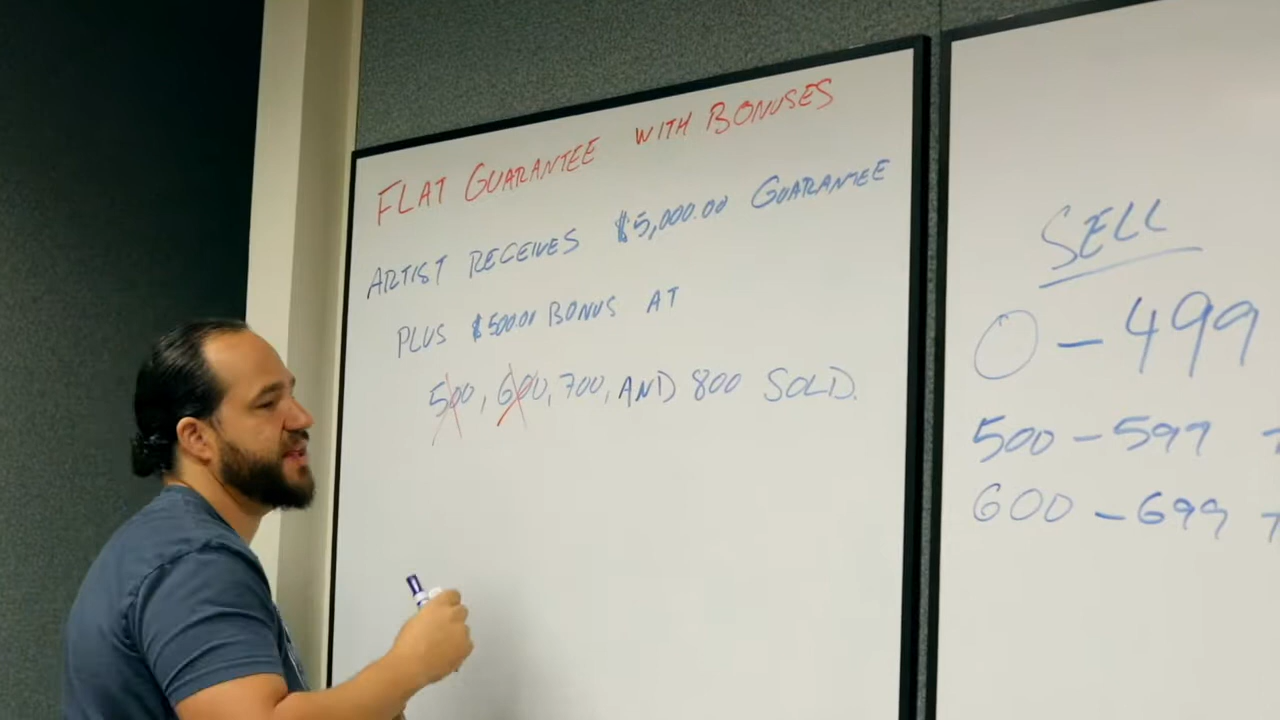 FLAT GUARANTEE WITH BONUSES
ARTIST RECEIVES $5,000.00 GUARANTEE
PLUS $500.00 BONUS AT
500, 600, 700, AND 800 SOLD.
SELL
0 - 499
500 - 599
600 - 699